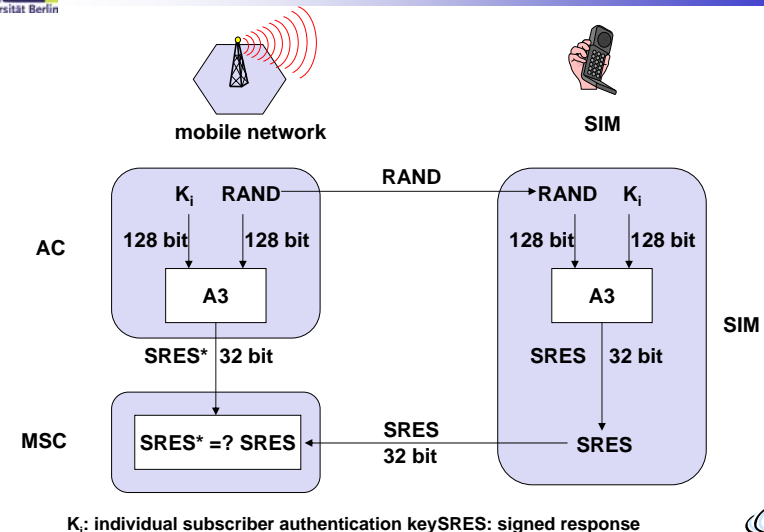 rsität Berlin
mobile network
SIM
RAND
Ki RAND
RAND Ki
128 bit 128 bit
128 bit 128 bit
AC
A3
A3
SIM
SRES* 32 bit
SRES 32 bit
MSC
SRES* =? SRES
SRES
32 bit
SRES
Ki: individual subscriber authentication keySRES: signed response